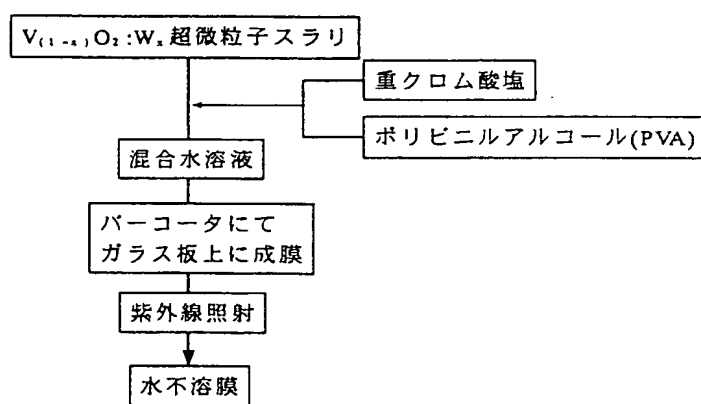 V₍₁₋ₓ₎O₂:Wₓ超微粒子スラリ
重クロム酸塩
ポリビニルアルコール(PVA)
混合水溶液
バーコータにて
ガラス板上に成膜
紫外線照射
水不溶膜